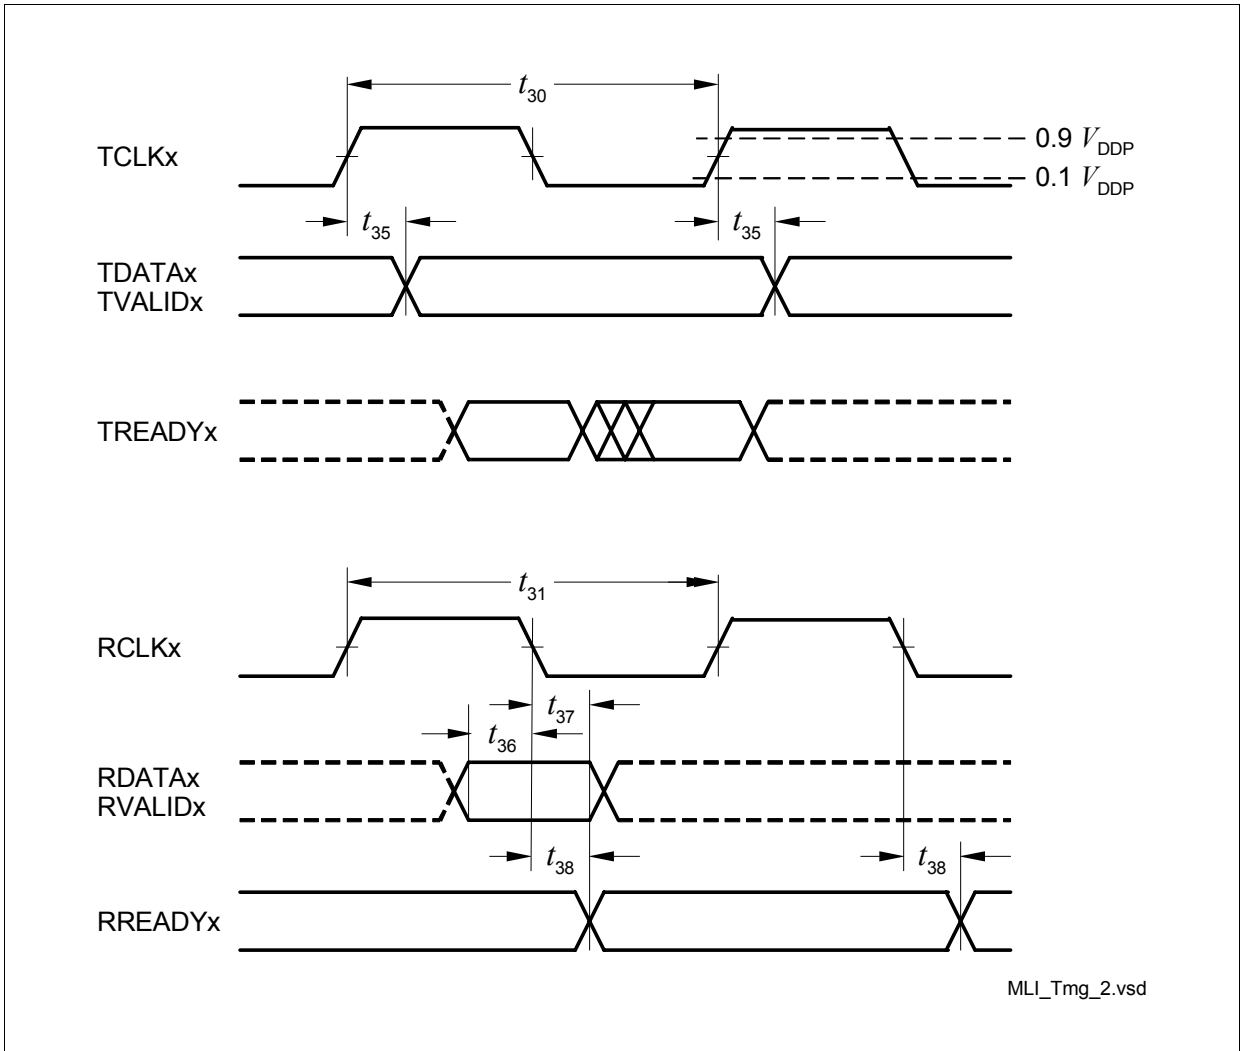 t30
TCLKx
0.9 VDDP
0.1 VDDP
t35
t35
TDATAx
TVALIDx
TREADYx
t31
RCLKx
t37
t36
RDATAx
RVALIDx
t38
t38
RREADYx
MLI_Tmg_2.vsd